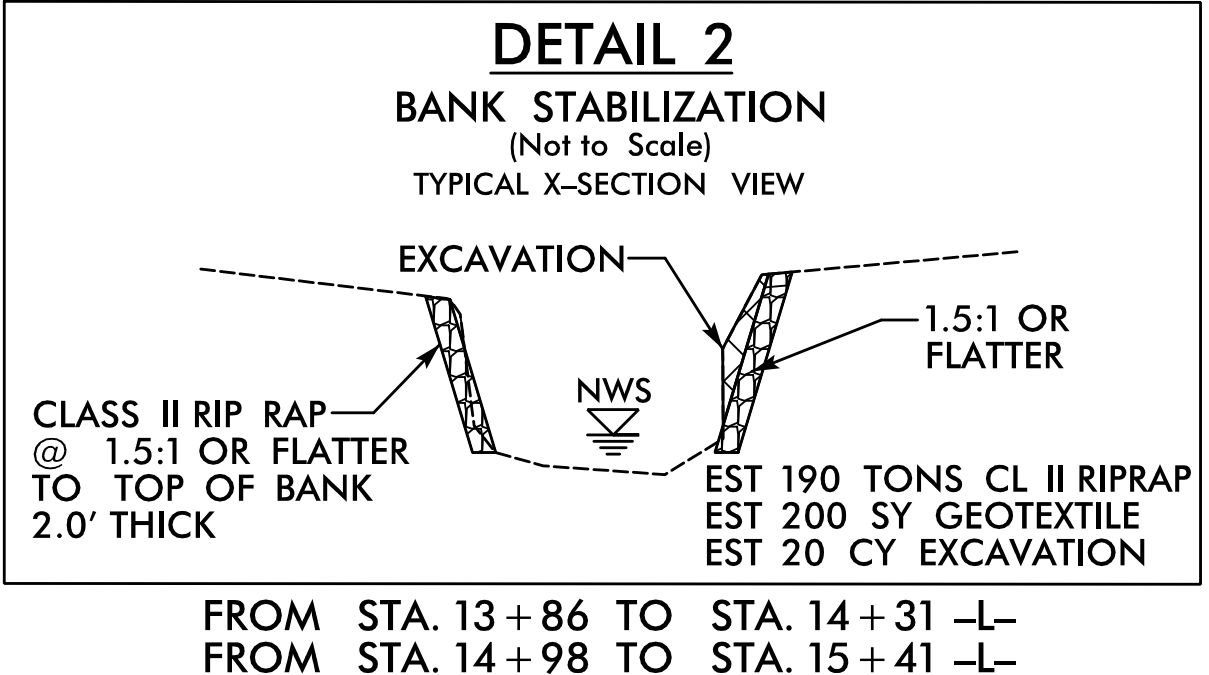 DETAIL 2
BANK STABILIZATION
(Not to Scale)
TYPICAL X–SECTION VIEW
EXCAVATION
1.5:1 OR
FLATTER
NWS
CLASS II RIP RAP
@ 1.5:1 OR FLATTER
TO TOP OF BANK
2.0' THICK
EST 190 TONS CL II RIPRAP
EST 200 SY GEOTEXTILE
EST 20 CY EXCAVATION
FROM STA. 13+86 TO STA. 14+31 –L–
FROM STA. 14+98 TO STA. 15+41 –L–